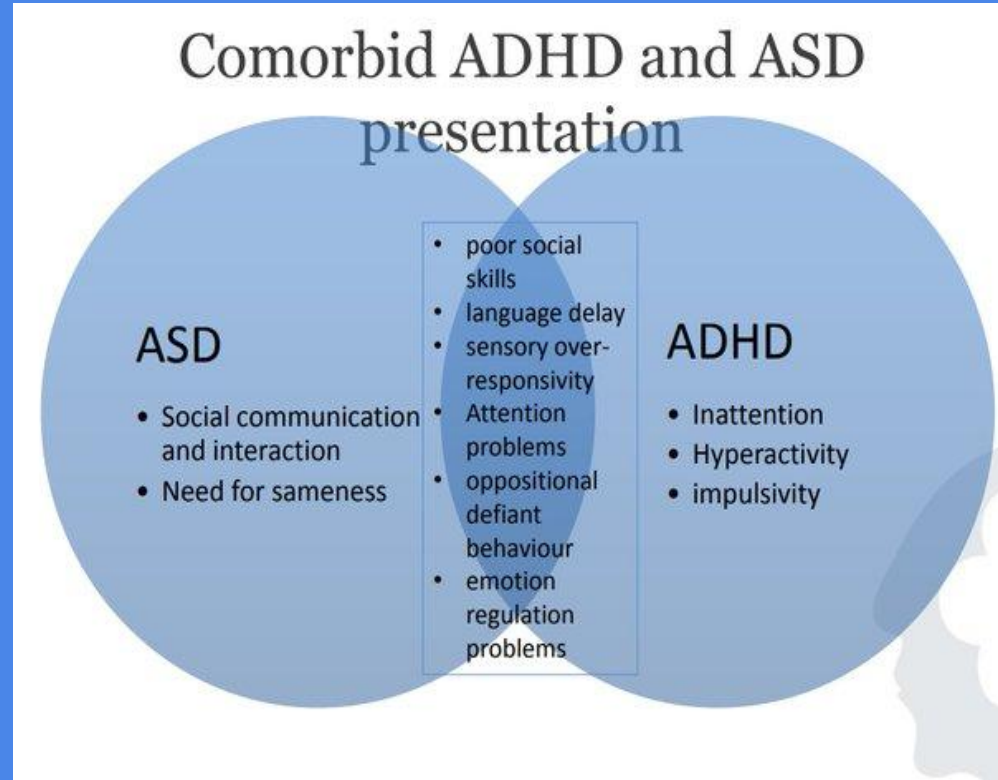 Comorbid ADHD and ASD
presentation
ASD
• Social communication
and interaction
• Need for sameness
• poor social
skills
• language delay
• sensory over-
responsivity
• Attention
problems
• oppositional
defiant
behaviour
• emotion
regulation
problems
ADHD
• Inattention
• Hyperactivity
• impulsivity